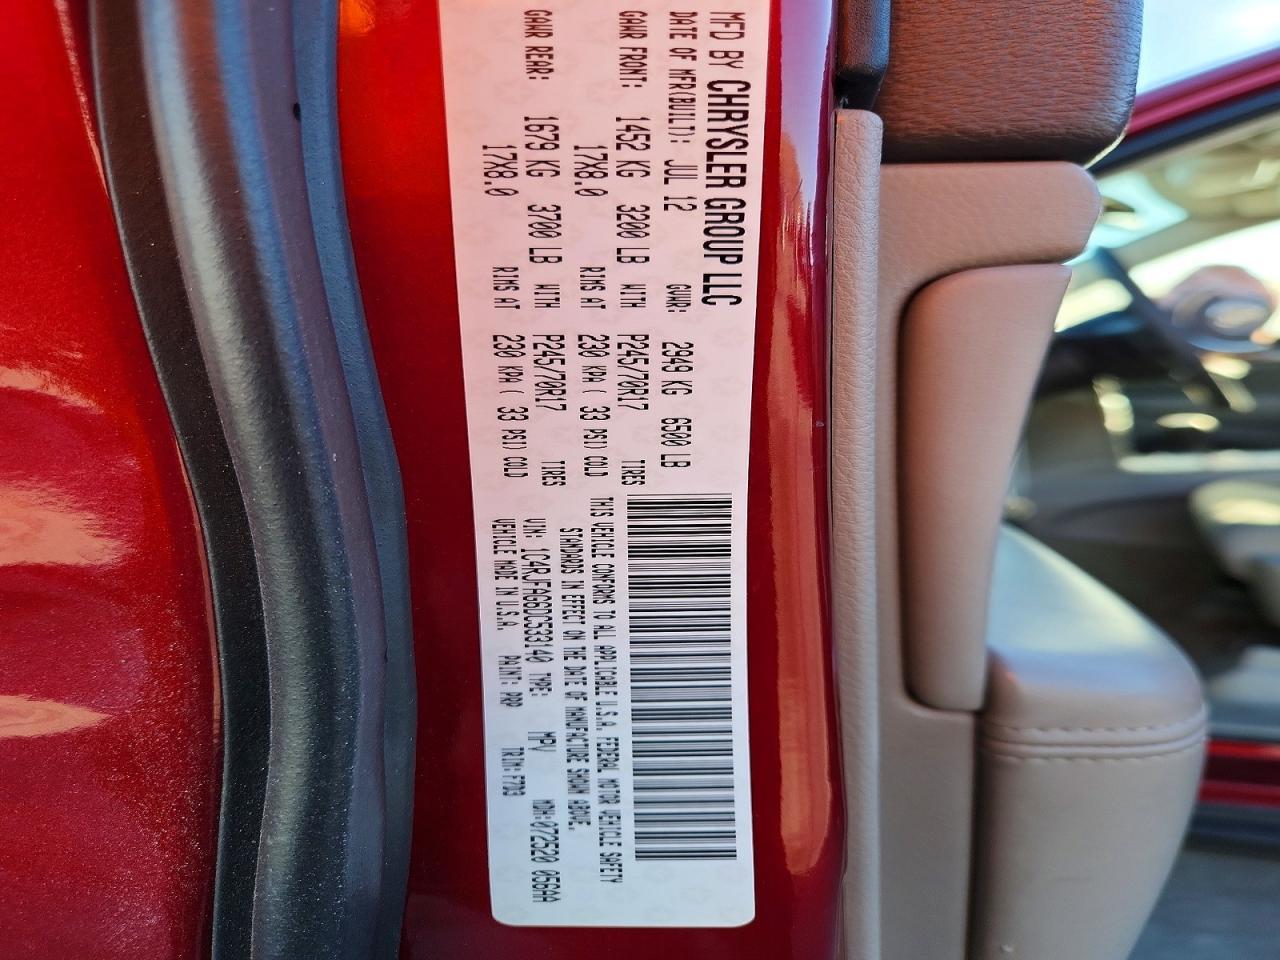 MFD BY CHRYSLER GROUP LLC
DATE OF MFR(BUILT): JUL 12 GVWR: 2949 KG 6500 LB
GAWR FRONT: 1452 KG 3200 LB WITH P245/70R17 TIRES
17X8.0 RIMS AT 230 KPA ( 33 PSI) COLD
GAWR REAR: 1679 KG 3700 LB WITH P245/70R17 TIRES
17X8.0 RIMS AT 230 KPA ( 33 PSI) COLD
THIS VEHICLE CONFORMS TO ALL APPLICABLE U.S.A. FEDERAL MOTOR VEHICLE SAFETY
STANDARDS IN EFFECT ON THE DATE OF MANUFACTURE SHOWN ABOVE.
VIN: 1C4RJFAG6DC533140 TYPE: MPV MDH:072520 056AA
VEHICLE MADE IN U.S.A. PAINT: PRP TRIM:F7D3